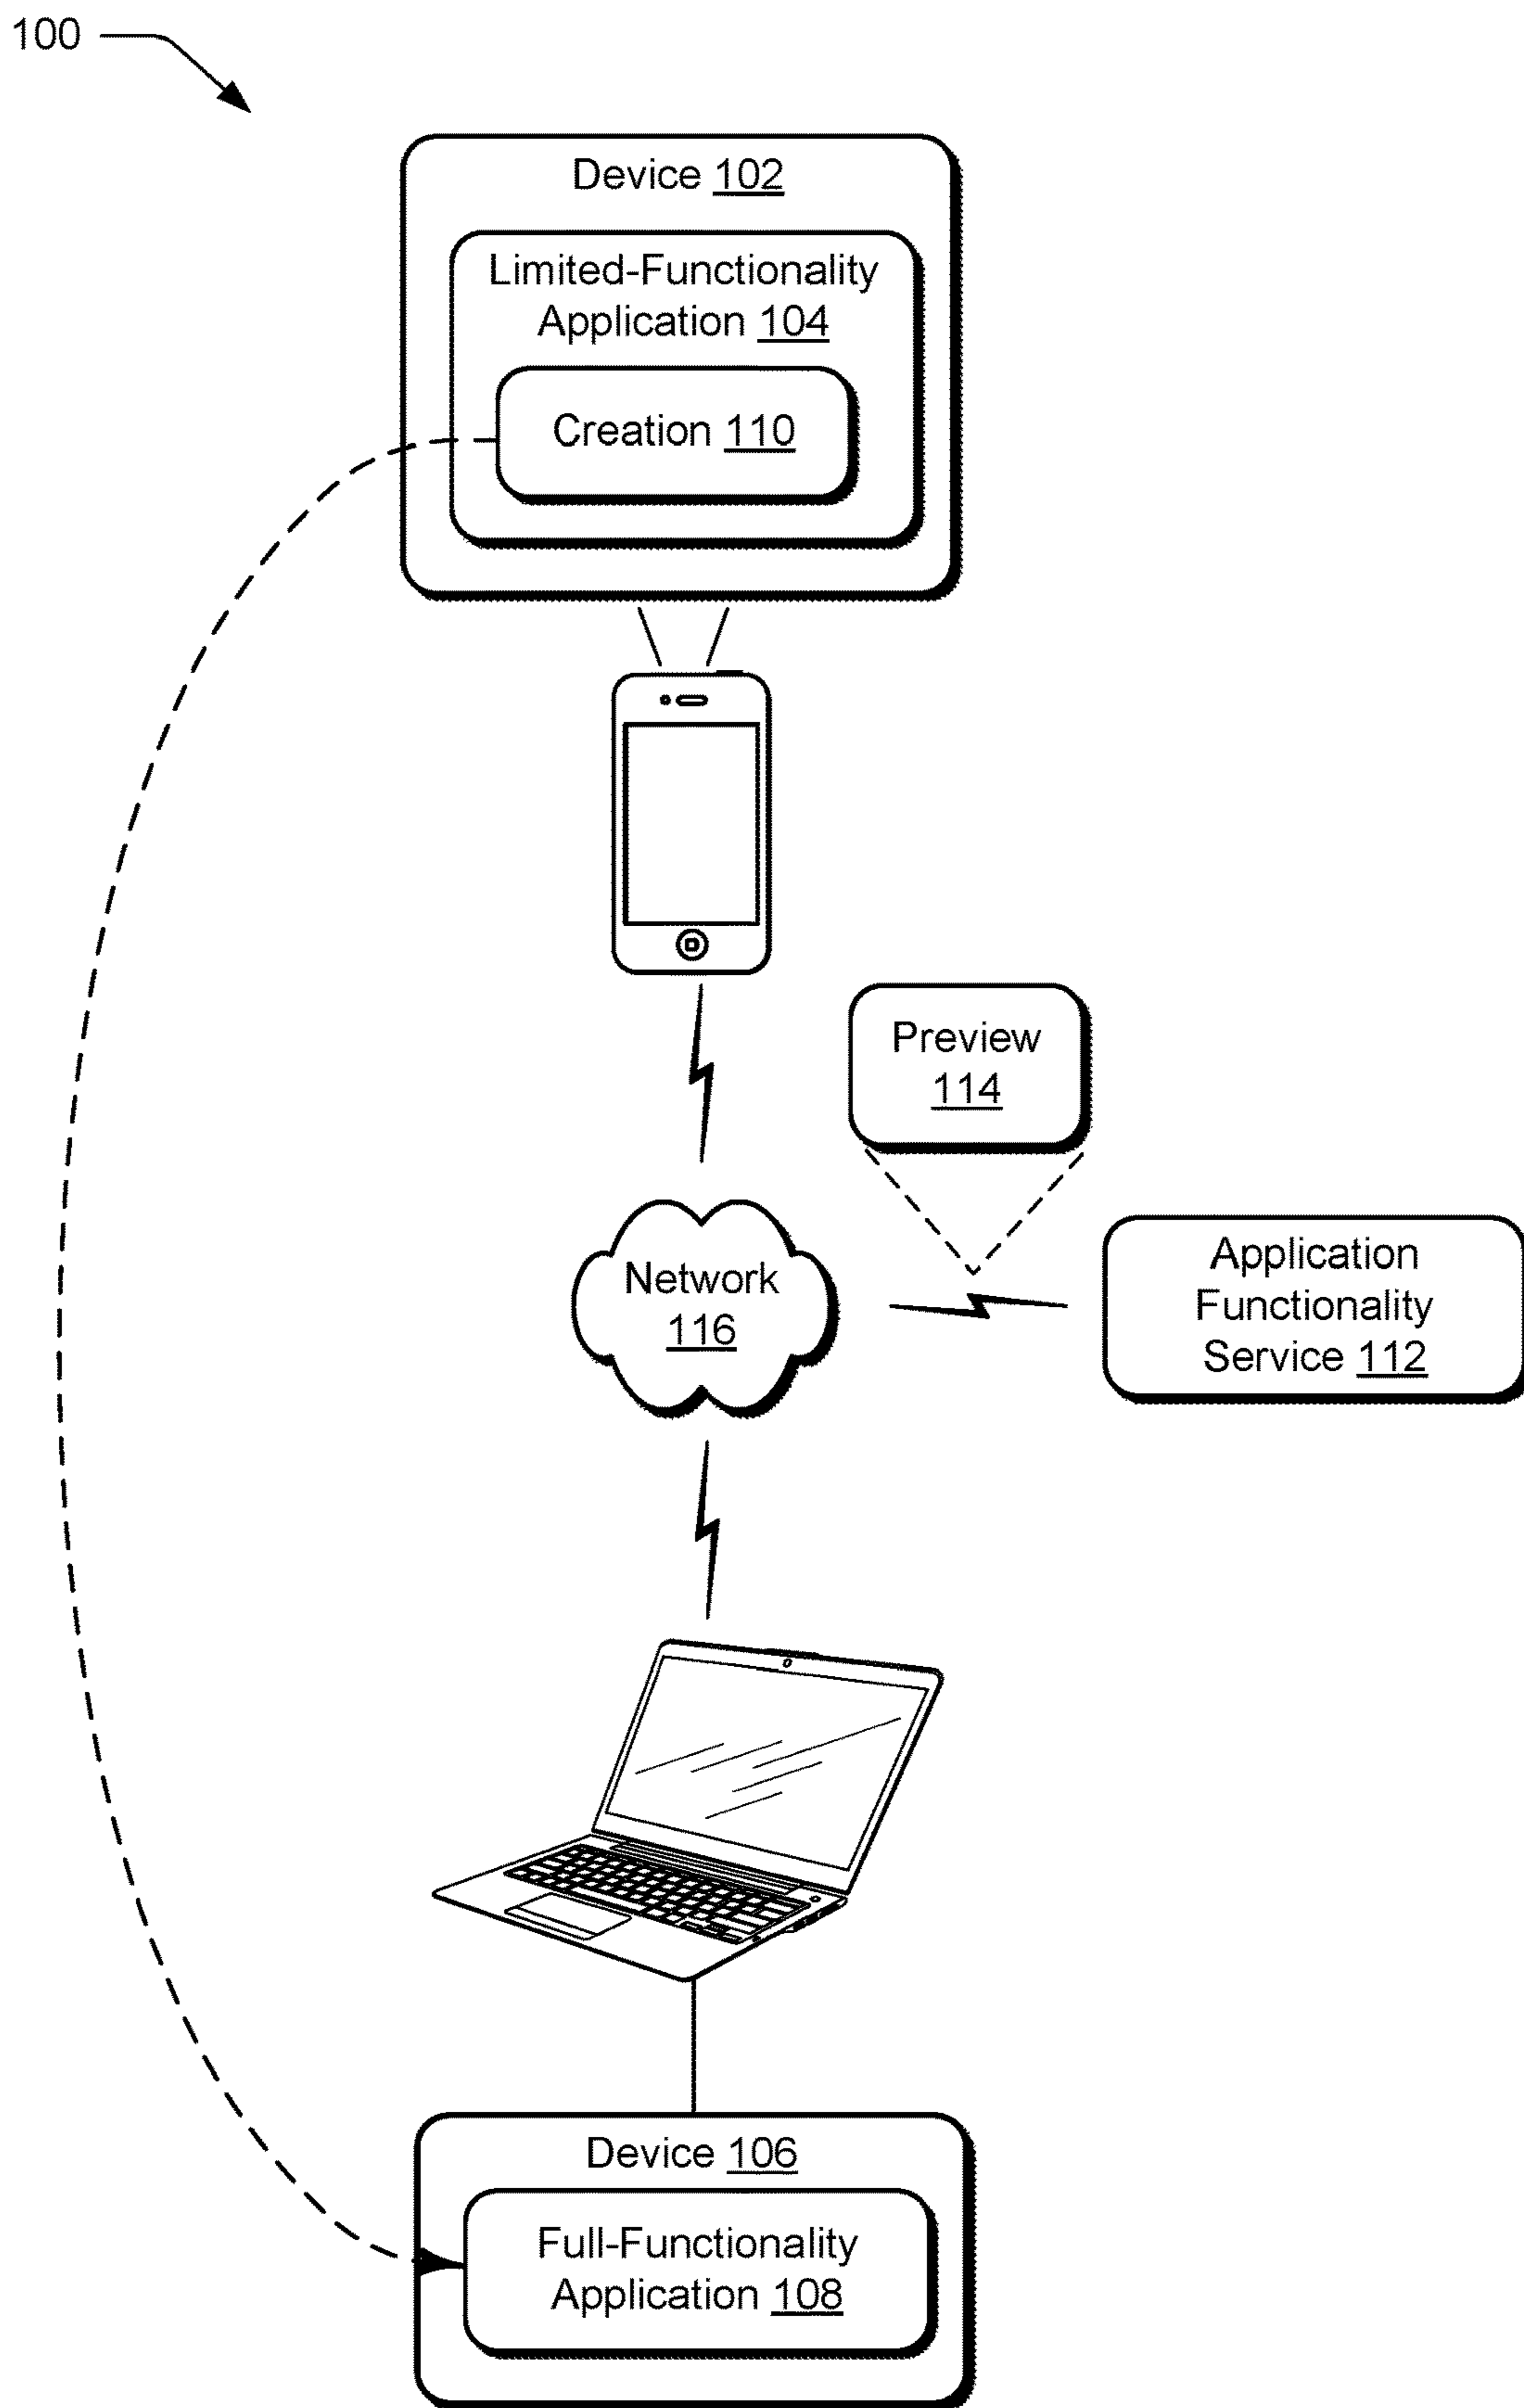 100
Device 102
Limited-Functionality
Application 104
Creation 110
Preview
114
Network
116
Application
Functionality
Service 112
Device 106
Full-Functionality
Application 108